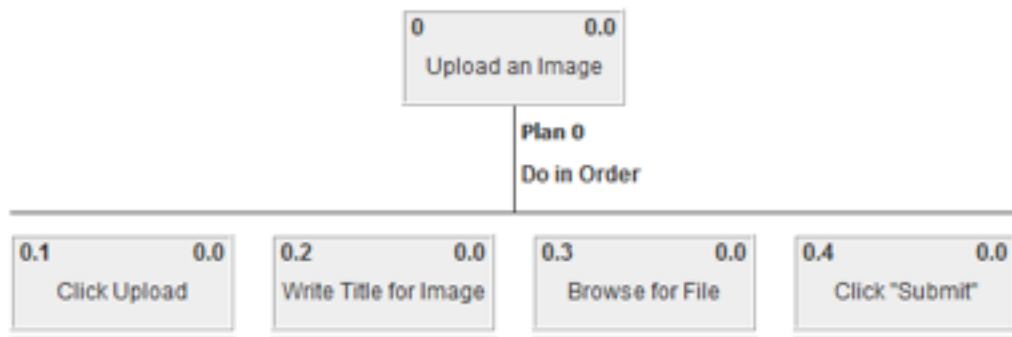 0 0.0
Upload an Image
Plan 0
Do in Order
0.1 0.0
Click Upload
0.2 0.0
Write Title for Image
0.3 0.0
Browse for File
0.4 0.0
Click "Submit"